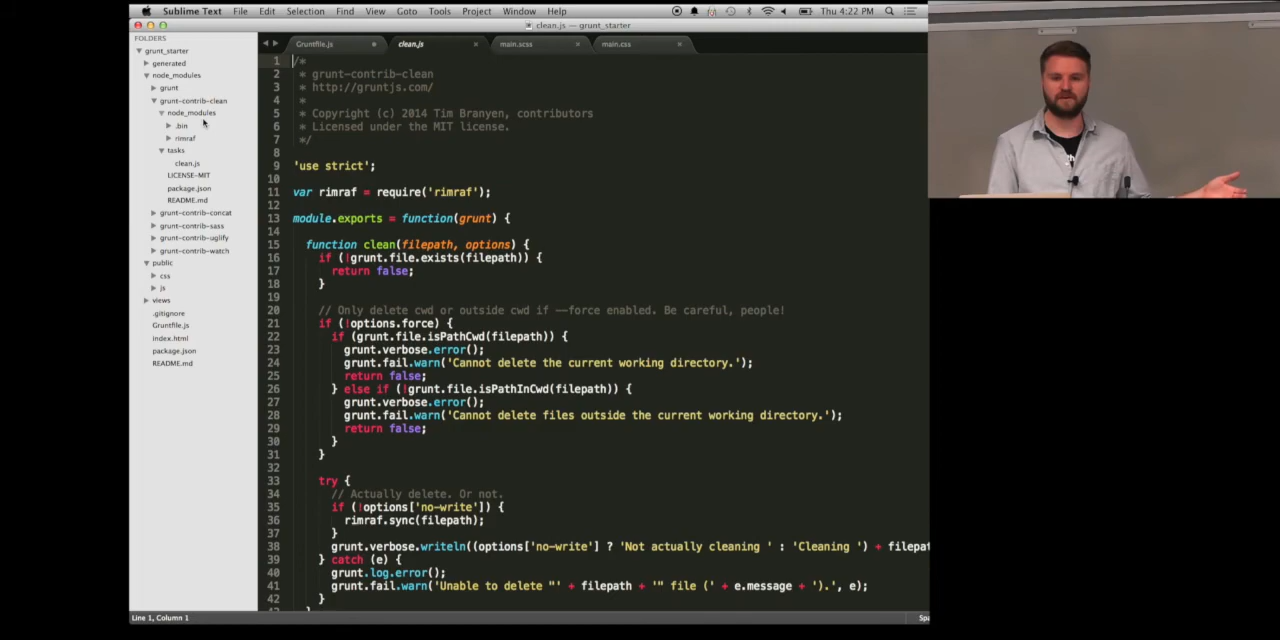 Sublime Text File Edit Selection Find View Goto Tools Project Window Help Thu 4:22 PM
clean.js — grunt_starter
FOLDERS
grunt_starter
generated
node_modules
grunt
grunt-contrib-clean
node_modules
.bin
rimraf
tasks
clean.js
LICENSE-MIT
package.json
README.md
grunt-contrib-concat
grunt-contrib-sass
grunt-contrib-uglify
grunt-contrib-watch
public
css
js
views
.gitignore
Gruntfile.js
index.html
package.json
README.md
Gruntfile.js clean.js main.scss main.css
1 /*
2 * grunt-contrib-clean
3 * http://gruntjs.com/
4 *
5 * Copyright (c) 2014 Tim Branyen, contributors
6 * Licensed under the MIT license.
7 */
8
9 'use strict';
10
11 var rimraf = require('rimraf');
12
13 module.exports = function(grunt) {
14
15 function clean(filepath, options) {
16 if (!grunt.file.exists(filepath)) {
17 return false;
18 }
19
20 // Only delete cwd or outside cwd if --force enabled. Be careful, people!
21 if (!options.force) {
22 if (grunt.file.isPathCwd(filepath)) {
23 grunt.verbose.error();
24 grunt.fail.warn('Cannot delete the current working directory.');
25 return false;
26 } else if (!grunt.file.isPathInCwd(filepath)) {
27 grunt.verbose.error();
28 grunt.fail.warn('Cannot delete files outside the current working directory.');
29 return false;
30 }
31 }
32
33 try {
34 // Actually delete. Or not.
35 if (!options['no-write']) {
36 rimraf.sync(filepath);
37 }
38 grunt.verbose.writeln((options['no-write'] ? 'Not actually cleaning ' : 'Cleaning ') + filepat
39 } catch (e) {
40 grunt.log.error();
41 grunt.fail.warn('Unable to delete "' + filepath + '" file (' + e.message + ').', e);
42 }
Line 1, Column 1 Spa